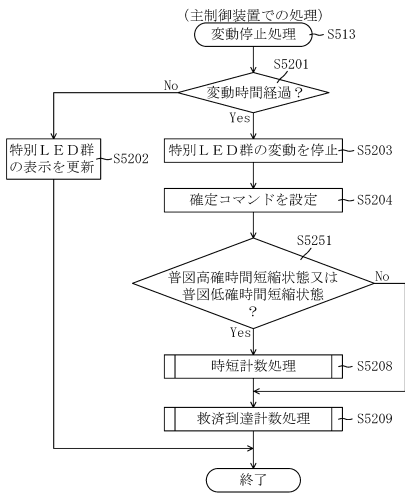 (主制御装置での処理)
変動停止処理
S513
S5201
変動時間経過？
No
Yes
特別ＬＥＤ群
の表示を更新
S5202
特別ＬＥＤ群の変動を停止
S5203
確定コマンドを設定
S5204
S5251
普図高確時間短縮状態又は
普図低確時間短縮状態
？
No
Yes
時短計数処理
S5208
救済到達計数処理
S5209
終了